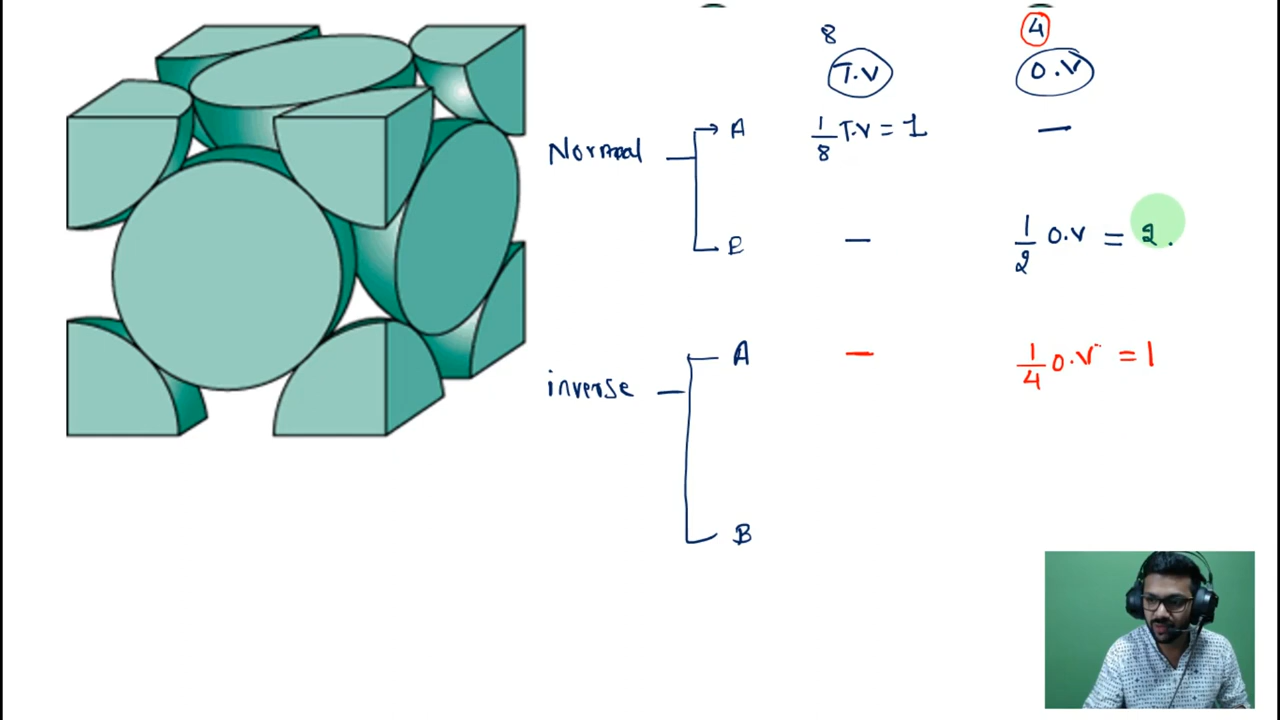 8 4
T.V O.V
Normal A 1/8 T.V = 1 —
B — 1/2 O.V = 2.
inverse A — 1/4 O.V = 1
B